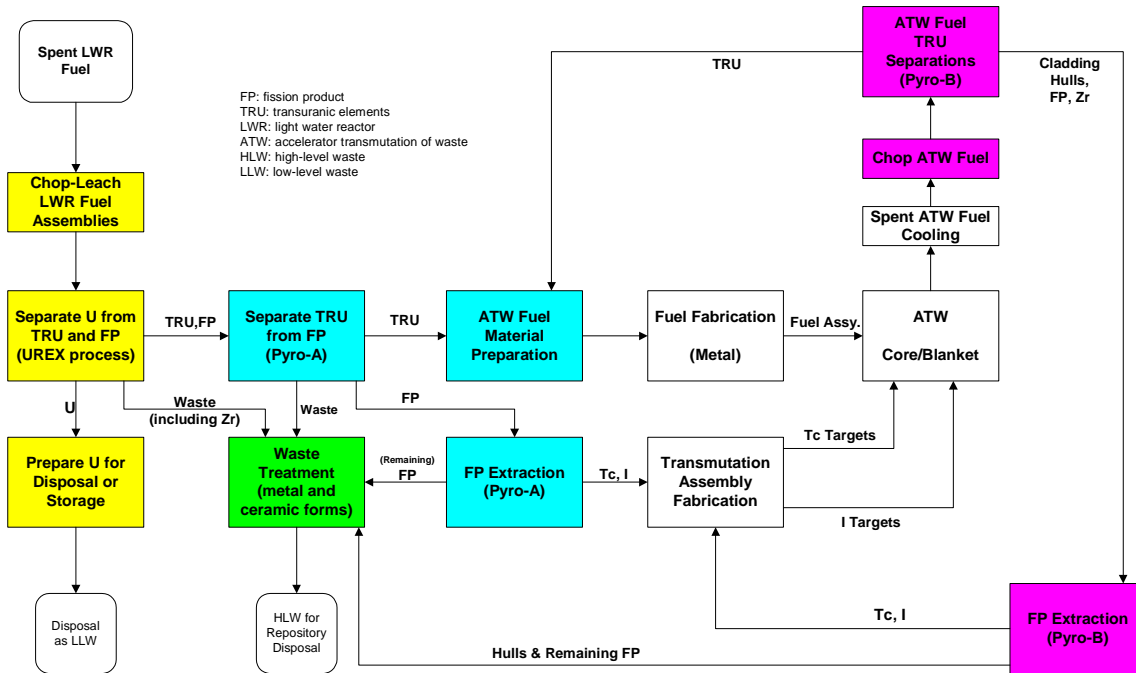 Spent LWR
Fuel
FP: fission product
TRU: transuranic elements
LWR: light water reactor
ATW: accelerator transmutation of waste
HLW: high-level waste
LLW: low-level waste
TRU
ATW Fuel
TRU
Separations
(Pyro-B)
Cladding
Hulls,
FP, Zr
Chop ATW Fuel
Chop-Leach
LWR Fuel
Assemblies
Spent ATW Fuel
Cooling
Separate U from
TRU and FP
(UREX process)
TRU,FP
Separate TRU
from FP
(Pyro-A)
TRU
ATW Fuel
Material
Preparation
Fuel Fabrication
(Metal)
Fuel Assy.
ATW
Core/Blanket
U
Waste
(including Zr)
Waste
FP
Prepare U for
Disposal or
Storage
Waste
Treatment
(metal and
ceramic forms)
(Remaining)
FP
FP Extraction
(Pyro-A)
Tc, I
Transmutation
Assembly
Fabrication
Tc Targets
I Targets
Disposal
as LLW
HLW for
Repository
Disposal
Tc, I
FP Extraction
(Pyro-B)
Hulls & Remaining FP